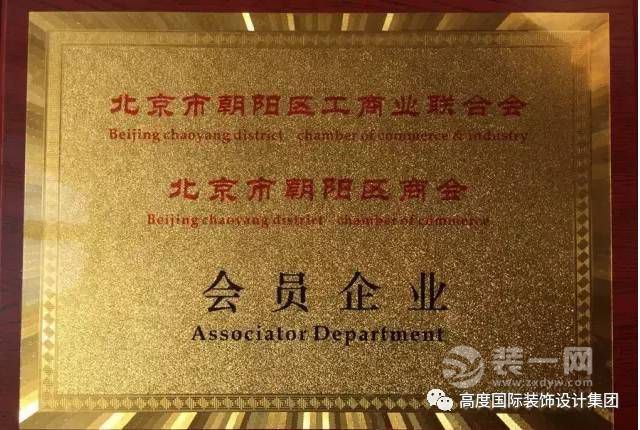 北京市朝阳区工商业联合会
Beijing chaoyang district chamber of commerce & industry
北京市朝阳区商会
Beijing chaoyang district chamber of commerce
会员企业
Associator Department
装一网
www.zxdyw.com
高度国际装饰设计集团